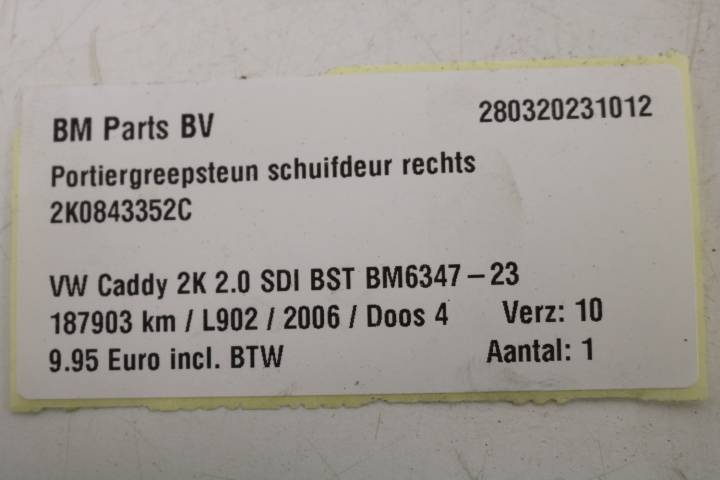 BM Parts BV 280320231012
Portiergreepsteun schuifdeur rechts
2K0843352C
VW Caddy 2K 2.0 SDI BST BM6347-23
187903 km / L902 / 2006 / Doos 4 Verz: 10
9.95 Euro incl. BTW Aantal: 1